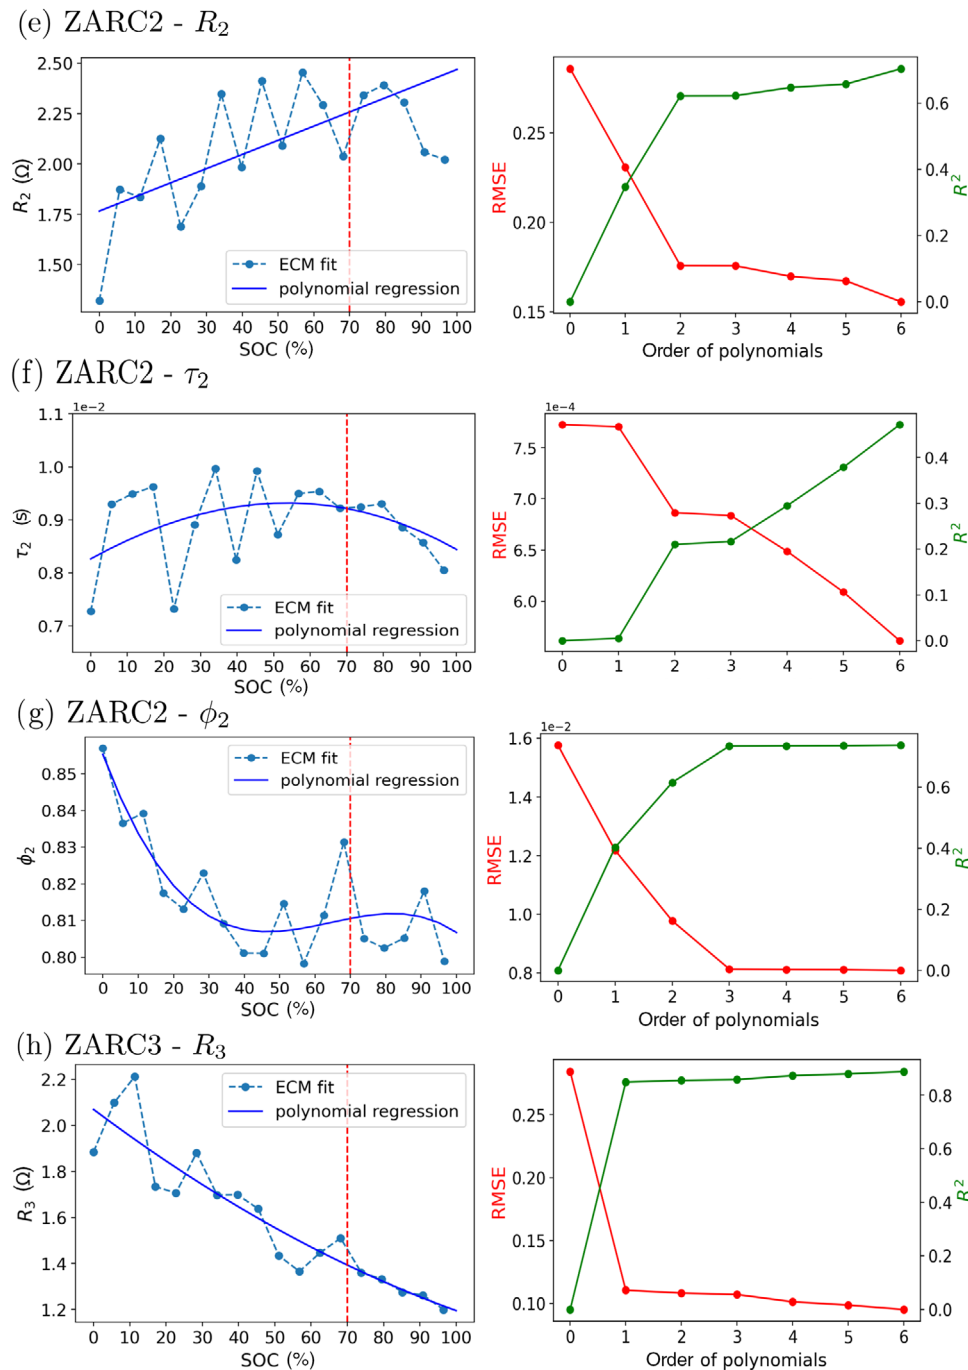 (e) ZARC2 - R₂
2.50
2.25
2.00
1.75
1.50
R₂ (Ω)
ECM fit
polynomial regression
0 10 20 30 40 50 60 70 80 90 100
SOC (%)
0.25
0.20
0.15
RMSE
0.6
0.4
0.2
0.0
R²
0 1 2 3 4 5 6
Order of polynomials
(f) ZARC2 - τ₂
1e−2
1.1
1.0
0.9
0.8
0.7
τ₂ (s)
ECM fit
polynomial regression
0 10 20 30 40 50 60 70 80 90 100
SOC (%)
1e−4
7.5
7.0
6.5
6.0
RMSE
0.4
0.3
0.2
0.1
0.0
R²
0 1 2 3 4 5 6
(g) ZARC2 - ϕ₂
0.85
0.84
0.83
0.82
0.81
0.80
ϕ₂
ECM fit
polynomial regression
0 10 20 30 40 50 60 70 80 90 100
SOC (%)
1e−2
1.6
1.4
1.2
1.0
0.8
RMSE
0.6
0.4
0.2
0.0
R²
0 1 2 3 4 5 6
Order of polynomials
(h) ZARC3 - R₃
2.2
2.0
1.8
1.6
1.4
1.2
R₃ (Ω)
ECM fit
polynomial regression
0 10 20 30 40 50 60 70 80 90 100
SOC (%)
0.25
0.20
0.15
0.10
RMSE
0.8
0.6
0.4
0.2
0.0
R²
0 1 2 3 4 5 6
Order of polynomials